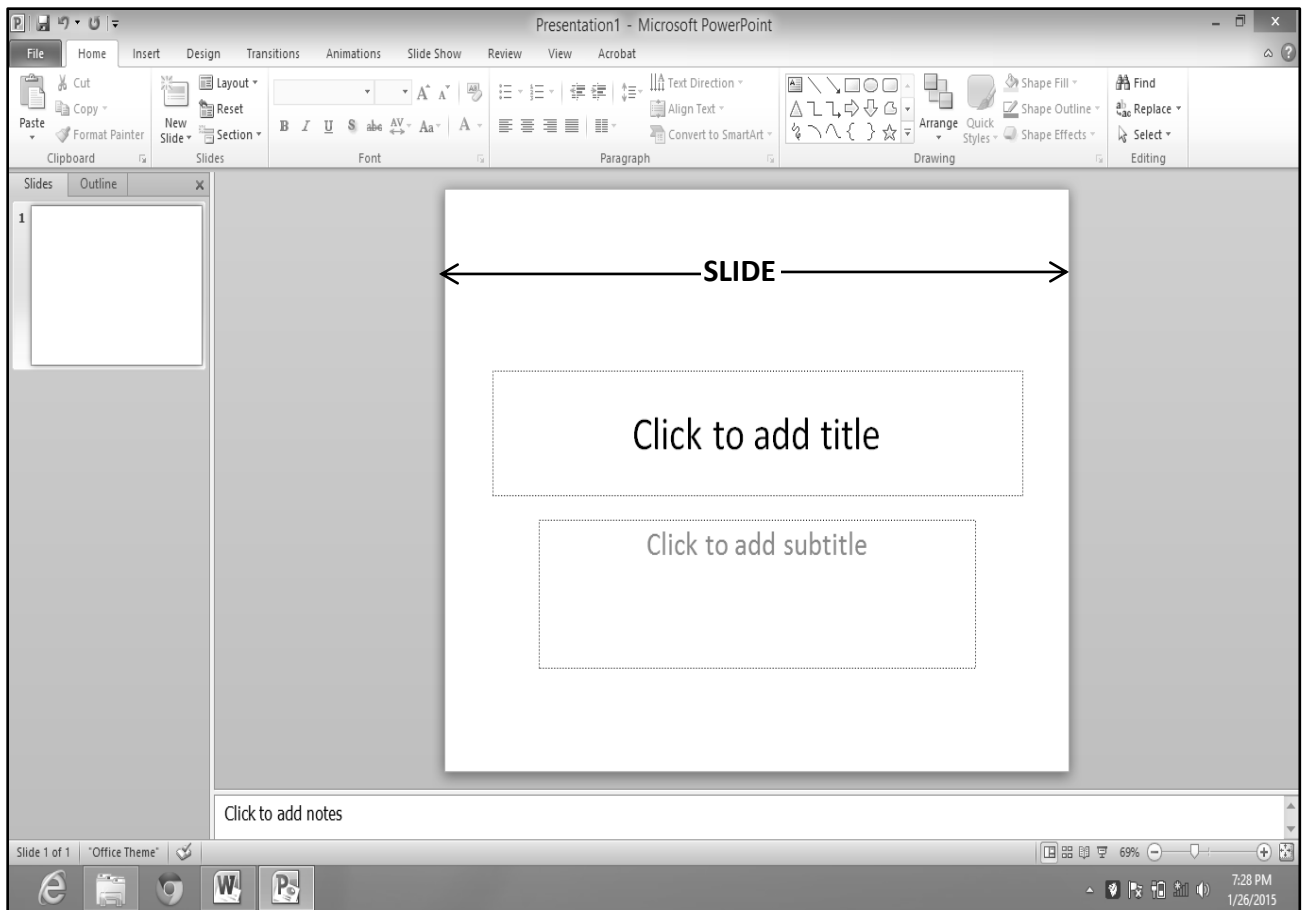 Presentation1 - Microsoft PowerPoint
File Home Insert Design Transitions Animations Slide Show Review View Acrobat
Paste
Cut
Copy
Format Painter
Clipboard
New Slide
Layout
Reset
Section
Slides
B I U S abc AV Aa A
A A
Font
Text Direction
Align Text
Convert to SmartArt
Paragraph
Arrange
Quick Styles
Shape Fill
Shape Outline
Shape Effects
Drawing
Find
Replace
Select
Editing
Slides Outline
1
SLIDE
Click to add title
Click to add subtitle
Click to add notes
Slide 1 of 1 "Office Theme" 69%
7:28 PM
1/26/2015